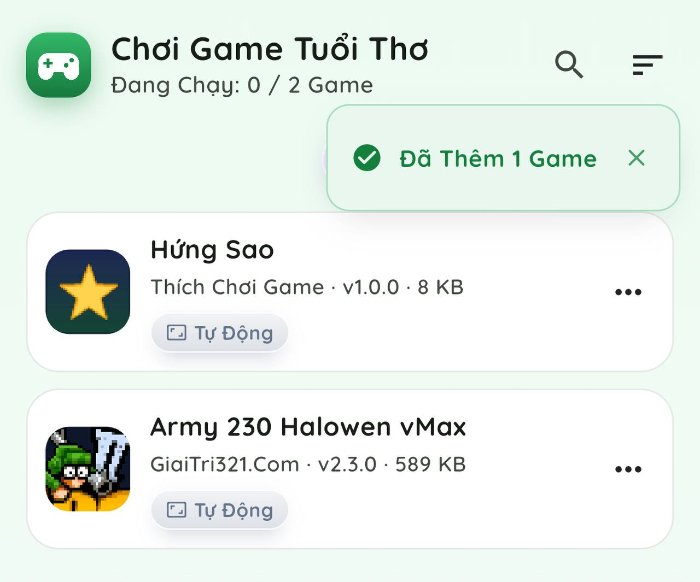 Chơi Game Tuổi Thơ
Đang Chạy: 0 / 2 Game
Đã Thêm 1 Game
Hứng Sao
Thích Chơi Game · v1.0.0 · 8 KB
Tự Động
Army 230 Halowen vMax
GiaiTri321.Com · v2.3.0 · 589 KB
Tự Động